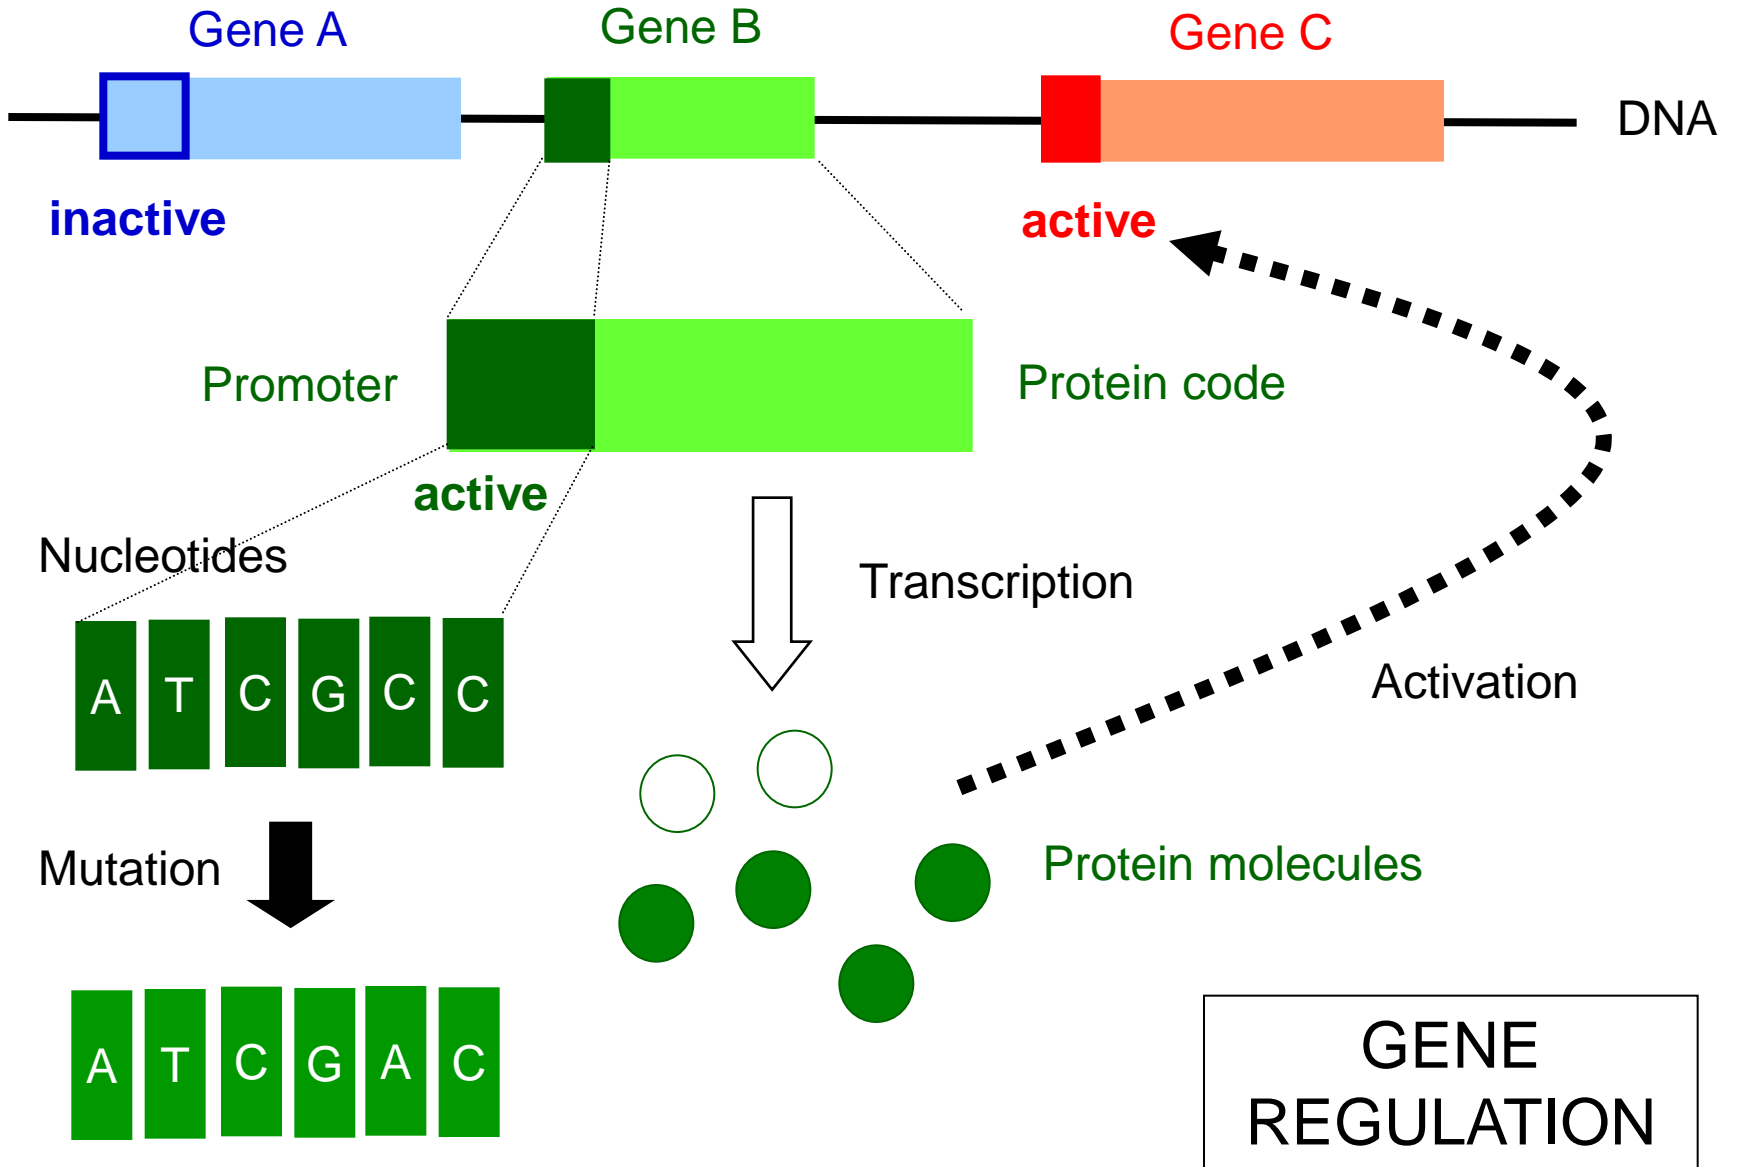 Gene A
Gene B
Gene C
DNA
inactive
active
Promoter
Protein code
active
Nucleotides
Transcription
A T C G C C
Activation
Mutation
Protein molecules
A T C G A C
GENE
REGULATION